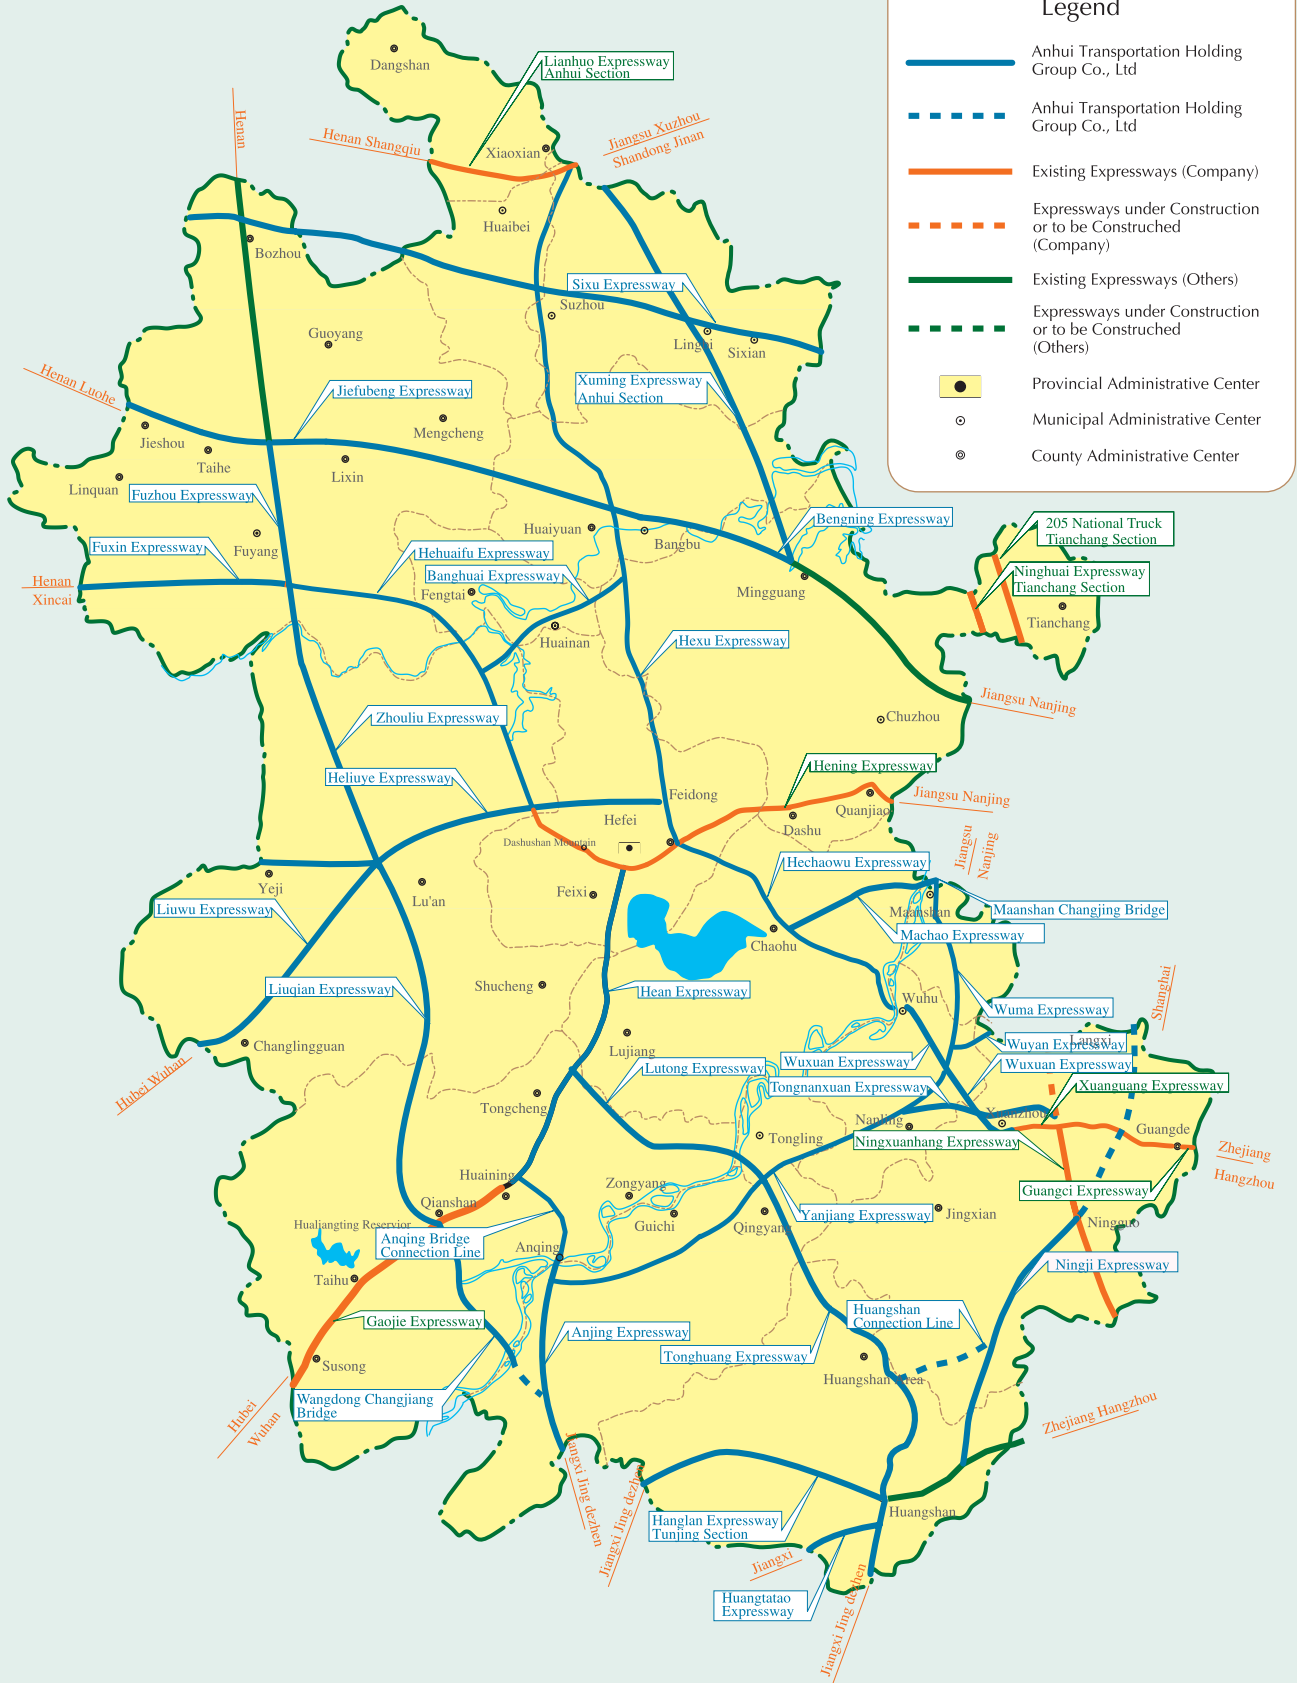 Legend
Anhui Transportation Holding
Group Co., Ltd
Anhui Transportation Holding
Group Co., Ltd
Existing Expressways (Company)
Expressways under Construction
or to be Construched
(Company)
Existing Expressways (Others)
Expressways under Construction
or to be Construched
(Others)
Provincial Administrative Center
Municipal Administrative Center
County Administrative Center
Dangshan
Lianhuo Expressway
Anhui Section
Henan
Henan Shangqiu
Xiaoxian
Jiangsu Xuzhou
Shandong Jinan
Huaibei
Bozhou
Sixu Expressway
Suzhou
Guoyang
Lingbi
Sixian
Henan Luohe
Jiefubeng Expressway
Xuming Expressway
Anhui Section
Jieshou
Mengcheng
Taihe
Lixin
Linquan
Fuzhou Expressway
Huaiyuan
Bangbu
Bengning Expressway
205 National Truck
Tianchang Section
Fuyang
Fuxin Expressway
Hehuaifu Expressway
Banghuai Expressway
Fengtai
Mingguang
Ninghuai Expressway
Tianchang Section
Henan
Xincai
Tianchang
Huainan
Hexu Expressway
Jiangsu Nanjing
Zhouliu Expressway
Chuzhou
Heliuye Expressway
Hening Expressway
Feidong
Jiangsu Nanjing
Quanjiao
Hefei
Dashu
Dashushan Mountain
Jiangsu
Nanjing
Hechaowu Expressway
Yeji
Lu'an
Feixi
Liuwu Expressway
Maanshan
Maanshan Changjing Bridge
Machao Expressway
Chaohu
Liuqian Expressway
Shucheng
Hean Expressway
Wuhu
Wuma Expressway
Shanghai
Changlingguan
Lujiang
Langxi
Wuyan Expressway
Wuxuan Expressway
Wuxuan Expressway
Hubei Wuhan
Lutong Expressway
Tongnanxuan Expressway
Xuanguang Expressway
Tongcheng
Nanling
Xuanzhou
Guangde
Tongling
Ningxuanhang Expressway
Zhejiang
Hangzhou
Huaining
Zongyang
Guangci Expressway
Qianshan
Guichi
Qingyang
Yanjiang Expressway
Jingxian
Ningguo
Hualiangting Reservior
Anqing Bridge
Connection Line
Anqing
Taihu
Ningji Expressway
Huangshan
Connection Line
Gaojie Expressway
Anjing Expressway
Tonghuang Expressway
Susong
Huangshan Area
Wangdong Changjiang
Bridge
Hubei
Wuhan
Zhejiang Hangzhou
Jiangxi Jing dezhen
Jiangxi Jing dezhen
Huangshan
Hanglan Expressway
Tunjing Section
Jiangxi
Huangtatao
Expressway
Jiangxi Jing dezhen